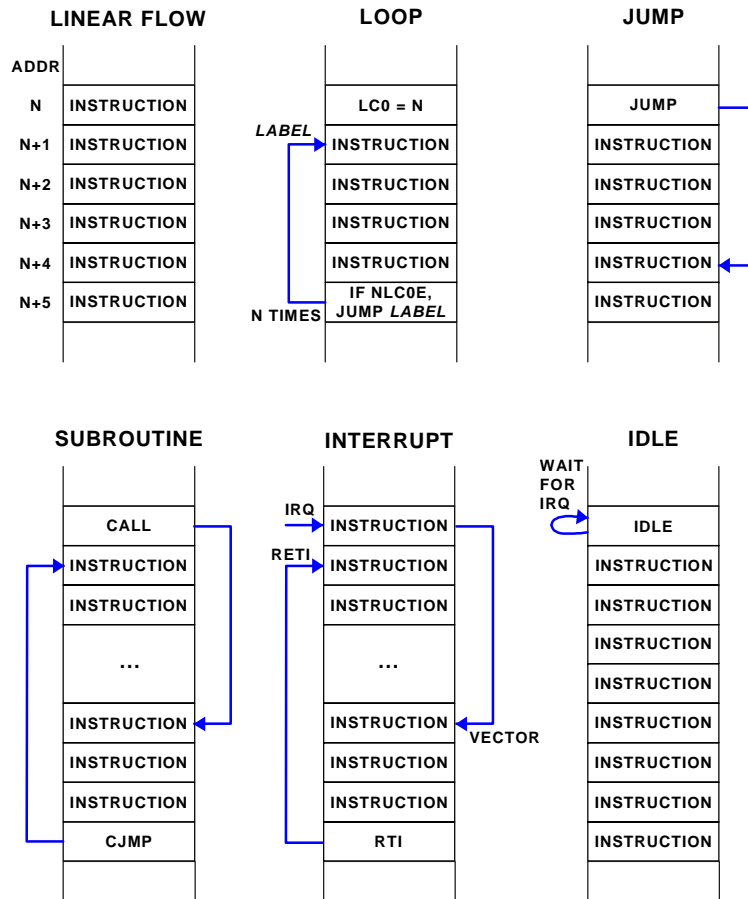 LINEAR FLOW
ADDR
N INSTRUCTION
N+1 INSTRUCTION
N+2 INSTRUCTION
N+3 INSTRUCTION
N+4 INSTRUCTION
N+5 INSTRUCTION
LOOP
LC0 = N
LABEL
INSTRUCTION
INSTRUCTION
INSTRUCTION
INSTRUCTION
IF NLC0E,
JUMP LABEL
N TIMES
JUMP
JUMP
INSTRUCTION
INSTRUCTION
INSTRUCTION
INSTRUCTION
INSTRUCTION
SUBROUTINE
CALL
INSTRUCTION
INSTRUCTION
...
INSTRUCTION
INSTRUCTION
INSTRUCTION
CJMP
INTERRUPT
IRQ
INSTRUCTION
RETI
INSTRUCTION
INSTRUCTION
...
INSTRUCTION
VECTOR
INSTRUCTION
INSTRUCTION
RTI
IDLE
WAIT
FOR
IRQ
IDLE
INSTRUCTION
INSTRUCTION
INSTRUCTION
INSTRUCTION
INSTRUCTION
INSTRUCTION
INSTRUCTION
INSTRUCTION